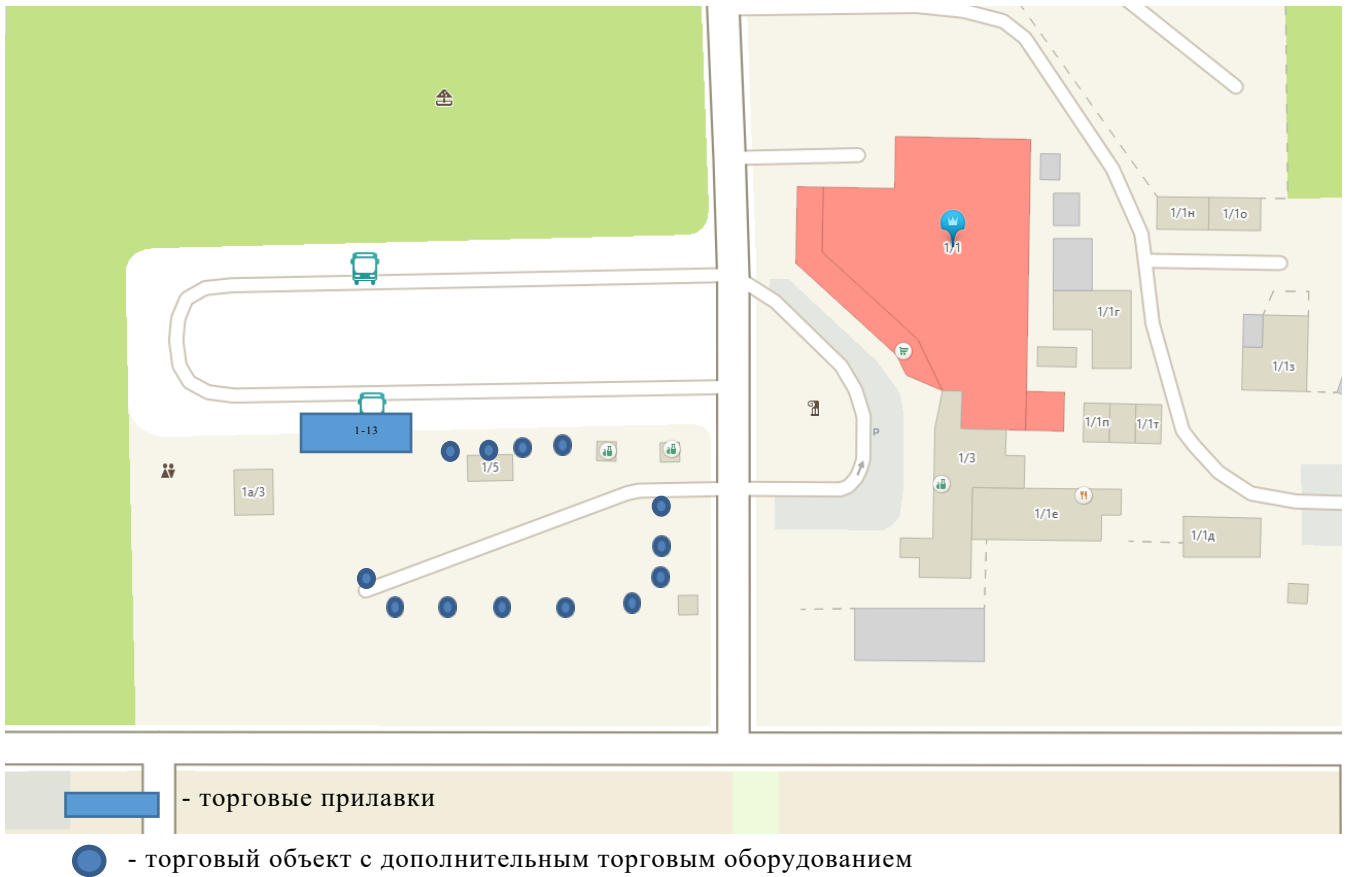 1/1н
1/1о
1/1
1/1г
1/1з
1-13
1/1п
1/1т
P
1/3
1/5
1а/3
1/1е
1/1д
- торговые прилавки
- торговый объект с дополнительным торговым оборудованием